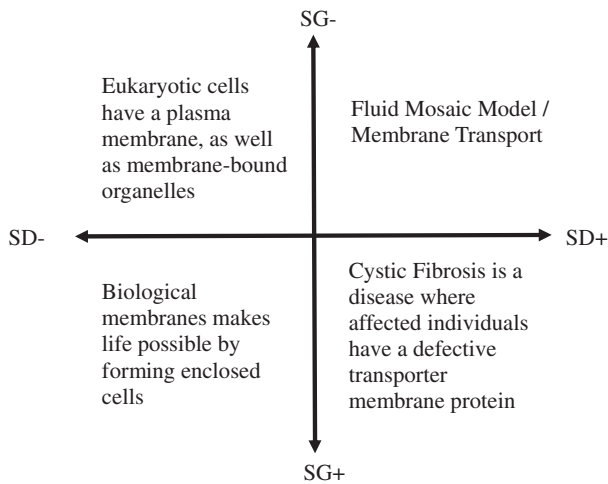 SG-
Eukaryotic cells
have a plasma
membrane, as well
as membrane-bound
organelles
Fluid Mosaic Model /
Membrane Transport
SD-
SD+
Biological
membranes makes
life possible by
forming enclosed
cells
Cystic Fibrosis is a
disease where
affected individuals
have a defective
transporter
membrane protein
SG+